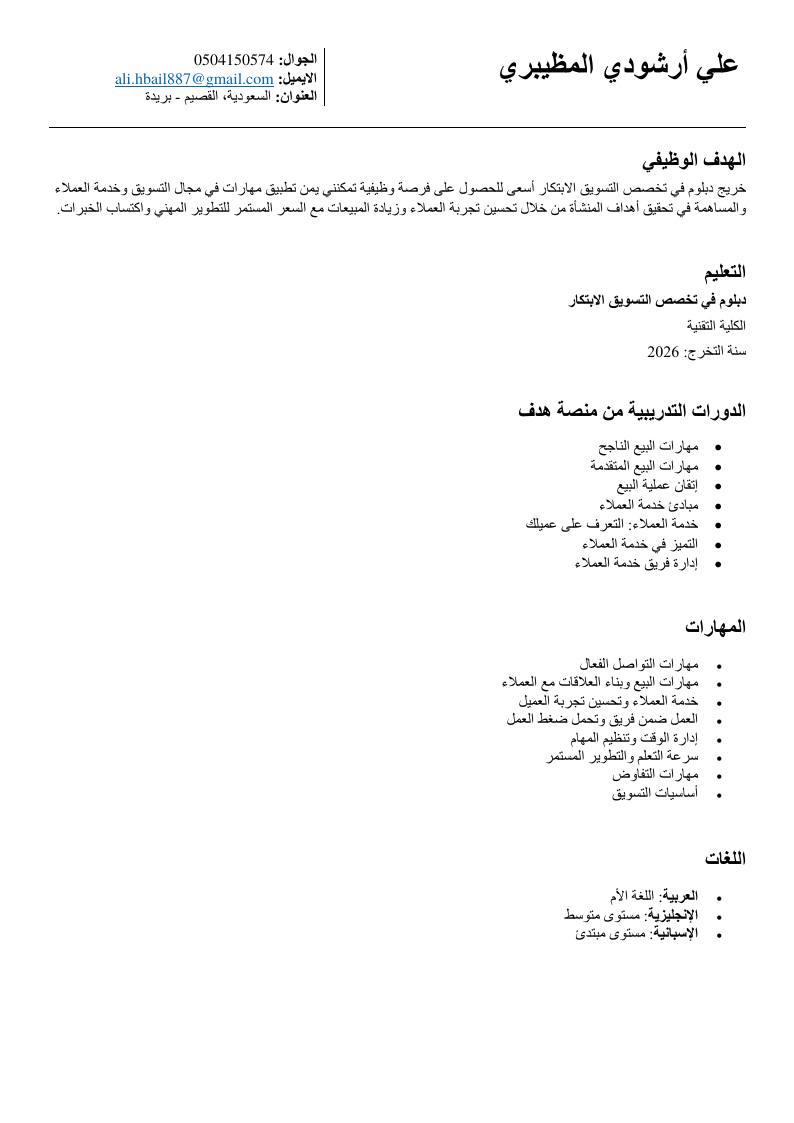 علي أرشودي المظيبري
الجوال: 0504150574
الايميل: ali.hbail887@gmail.com
العنوان: السعودية، القصيم - بريدة
الهدف الوظيفي
خريج دبلوم في تخصص التسويق الابتكار أسعى للحصول على فرصة وظيفية تمكنني يمن تطبيق مهارات في مجال التسويق وخدمة العملاء
والمساهمة في تحقيق أهداف المنشأة من خلال تحسين تجربة العملاء وزيادة المبيعات مع السعر المستمر للتطوير المهني واكتساب الخبرات.
التعليم
دبلوم في تخصص التسويق الابتكار
الكلية التقنية
سنة التخرج: 2026
الدورات التدريبية من منصة هدف
• مهارات البيع الناجح
• مهارات البيع المتقدمة
• إتقان عملية البيع
• مبادئ خدمة العملاء
• خدمة العملاء: التعرف على عميلك
• التميز في خدمة العملاء
• إدارة فريق خدمة العملاء
المهارات
• مهارات التواصل الفعال
• مهارات البيع وبناء العلاقات مع العملاء
• خدمة العملاء وتحسين تجربة العميل
• العمل ضمن فريق وتحمل ضغط العمل
• إدارة الوقت وتنظيم المهام
• سرعة التعلم والتطوير المستمر
• مهارات التفاوض
• أساسيات التسويق
اللغات
• العربية: اللغة الأم
• الإنجليزية: مستوى متوسط
• الإسبانية: مستوى مبتدئ